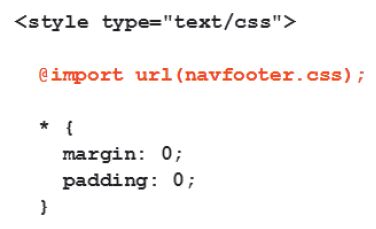 <style type="text/css">
@import url(navfooter.css);
* {
margin: 0;
padding: 0;
}